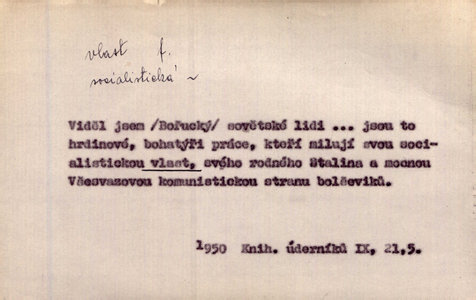 vlast f.
socialistická ~
Viděl jsem /Bořucký/ sovětské lidi ... jsou to
hrdinové, bohatýři práce, kteří milují svou soci-
alistickou vlast, svého rodného Stalina a mocnou
Všesvazovou komunistickou stranu bolševiků.
1950 Knih. úderníků IX, 21,5.